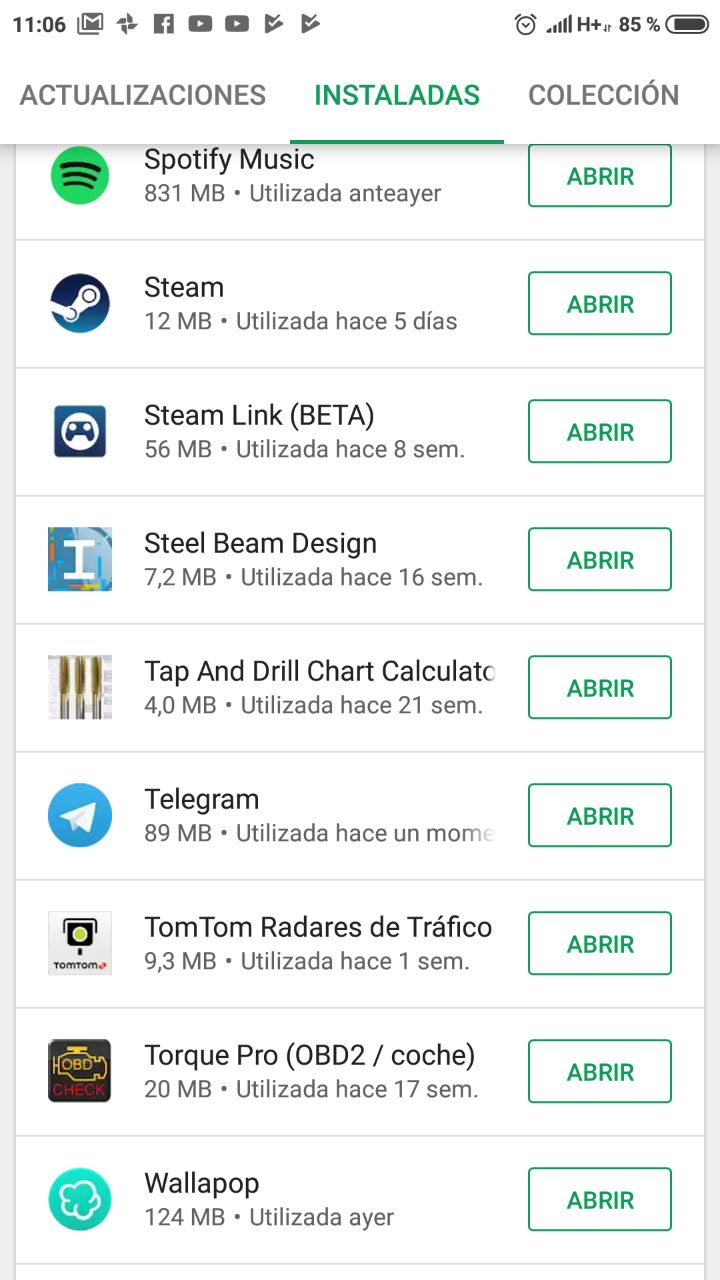 11:06 H+ 85 %
ACTUALIZACIONES INSTALADAS COLECCIÓN
Spotify Music
831 MB • Utilizada anteayer
ABRIR
Steam
12 MB • Utilizada hace 5 días
ABRIR
Steam Link (BETA)
56 MB • Utilizada hace 8 sem.
ABRIR
Steel Beam Design
7,2 MB • Utilizada hace 16 sem.
ABRIR
Tap And Drill Chart Calculato
4,0 MB • Utilizada hace 21 sem.
ABRIR
Telegram
89 MB • Utilizada hace un mome
ABRIR
TOMTOM
TomTom Radares de Tráfico
9,3 MB • Utilizada hace 1 sem.
ABRIR
OBD
CHECK
Torque Pro (OBD2 / coche)
20 MB • Utilizada hace 17 sem.
ABRIR
Wallapop
124 MB • Utilizada ayer
ABRIR